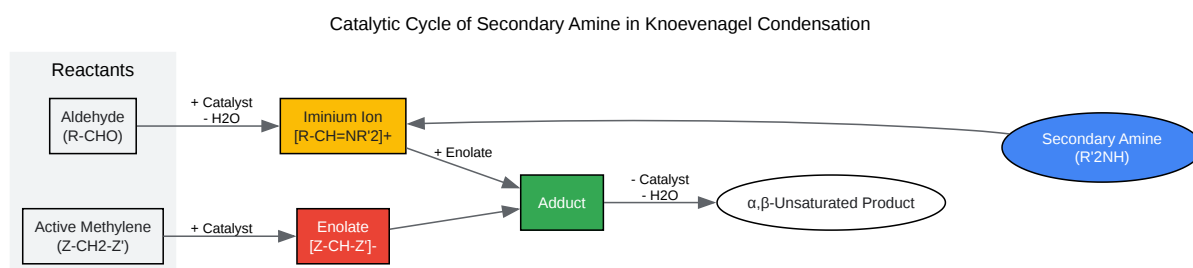 Catalytic Cycle of Secondary Amine in Knoevenagel Condensation
Reactants
Aldehyde
(R-CHO)
+ Catalyst
- H2O
Iminium Ion
[R-CH=NR'2]+
+ Enolate
Secondary Amine
(R'2NH)
Active Methylene
(Z-CH2-Z')
+ Catalyst
Enolate
[Z-CH-Z']-
Adduct
- Catalyst
- H2O
α,β-Unsaturated Product